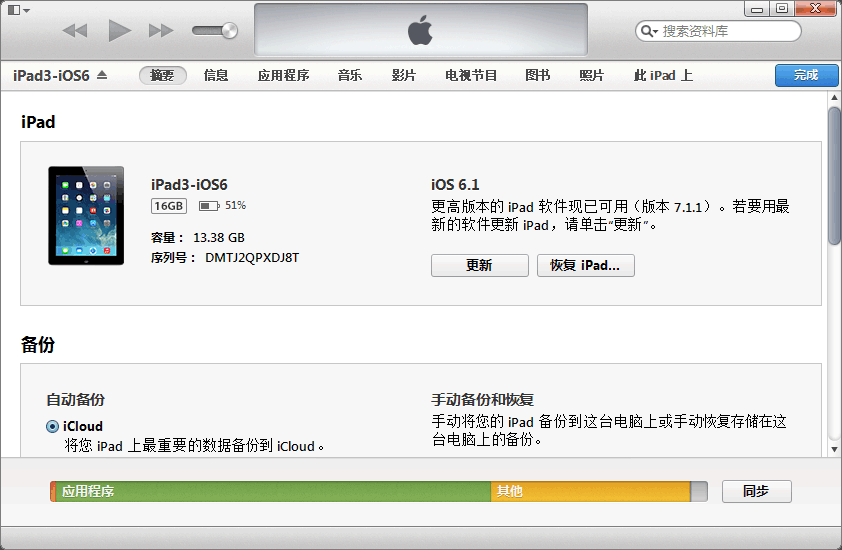 搜索资料库
iPad3-iOS6
摘要 信息 应用程序 音乐 影片 电视节目 图书 照片 此 iPad 上
完成
iPad
iPad3-iOS6
16GB 51%
容量： 13.38 GB
序列号： DMTJ2QPXDJ8T
iOS 6.1
更高版本的 iPad 软件现已可用（版本 7.1.1）。若要用最
新的软件更新 iPad，请单击“更新”。
更新 恢复 iPad...
备份
自动备份
iCloud
将您 iPad 上最重要的数据备份到 iCloud。
手动备份和恢复
手动将您的 iPad 备份到这台电脑上或手动恢复存储在这
台电脑上的备份。
应用程序 其他 同步